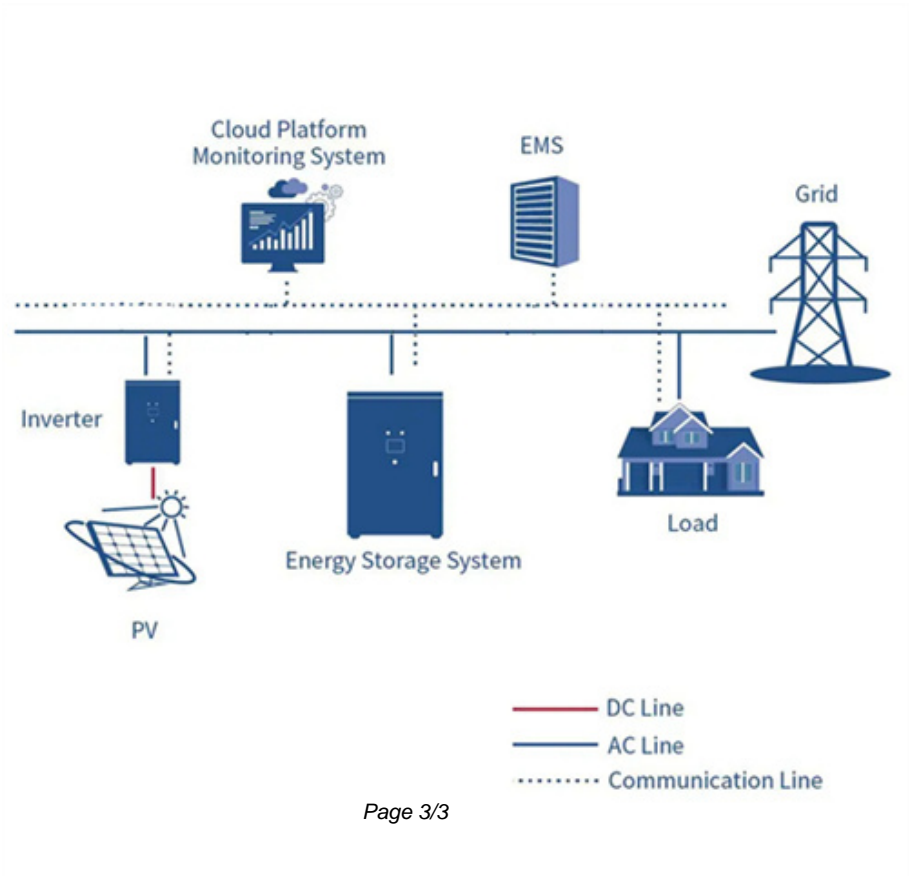 Cloud Platform
Monitoring System
EMS
Grid
Inverter
Load
Energy Storage System
PV
DC Line
AC Line
Communication Line
Page 3/3